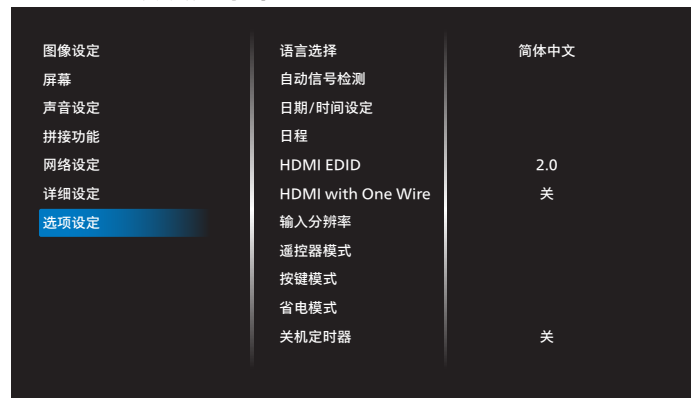 图像设定
屏幕
声音设定
拼接功能
网络设定
详细设定
选项设定
语言选择 简体中文
自动信号检测
日期/时间设定
日程
HDMI EDID 2.0
HDMI with One Wire 关
输入分辨率
遥控器模式
按键模式
省电模式
关机定时器 关